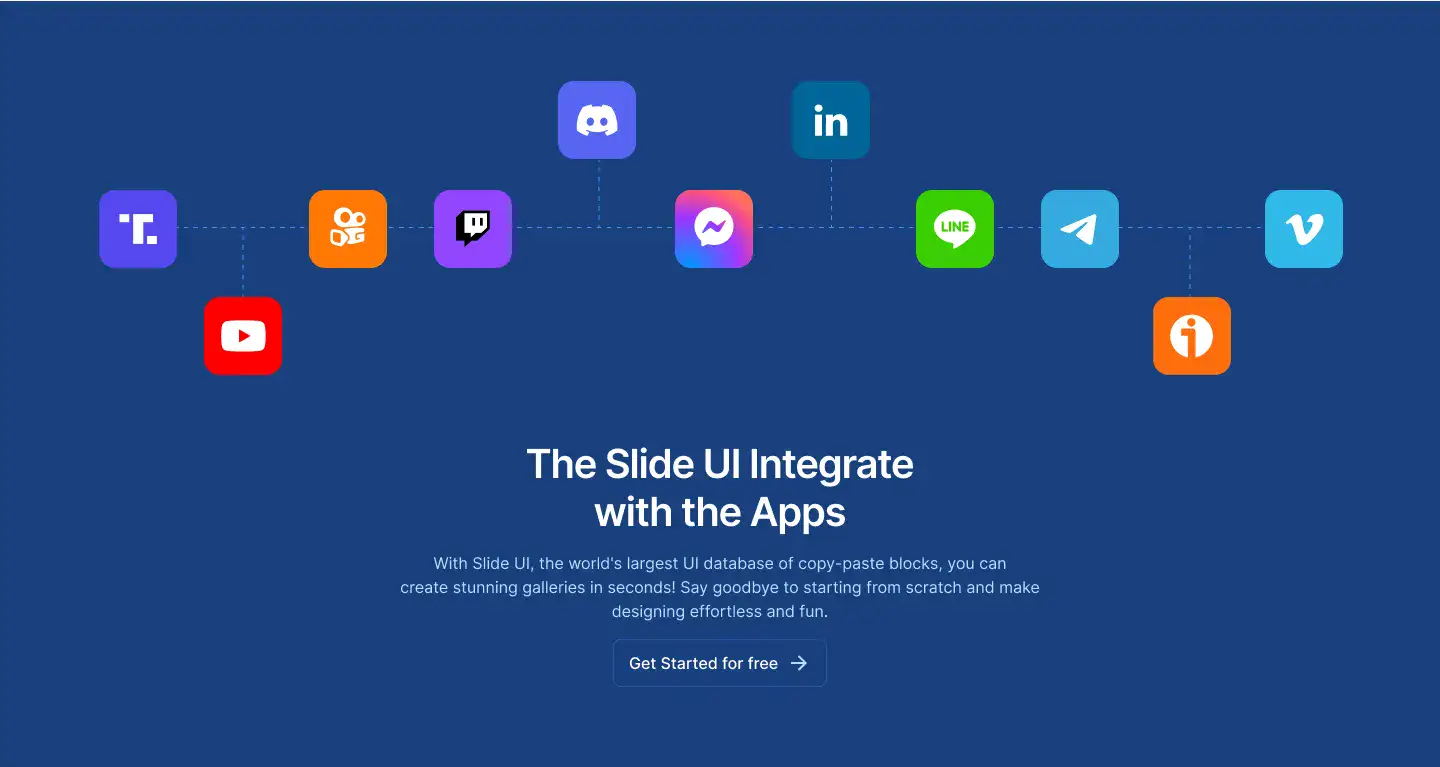 in
T.
LINE
The Slide UI Integrate
with the Apps
With Slide UI, the world's largest UI database of copy-paste blocks, you can
create stunning galleries in seconds! Say goodbye to starting from scratch and make
designing effortless and fun.
Get Started for free